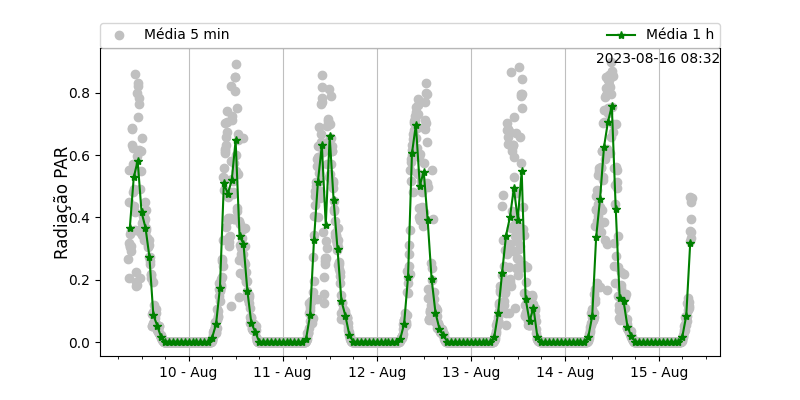 Média 5 min
Média 1 h
2023-08-16 08:32
Radiação PAR
0.8
0.6
0.4
0.2
0.0
10 - Aug
11 - Aug
12 - Aug
13 - Aug
14 - Aug
15 - Aug